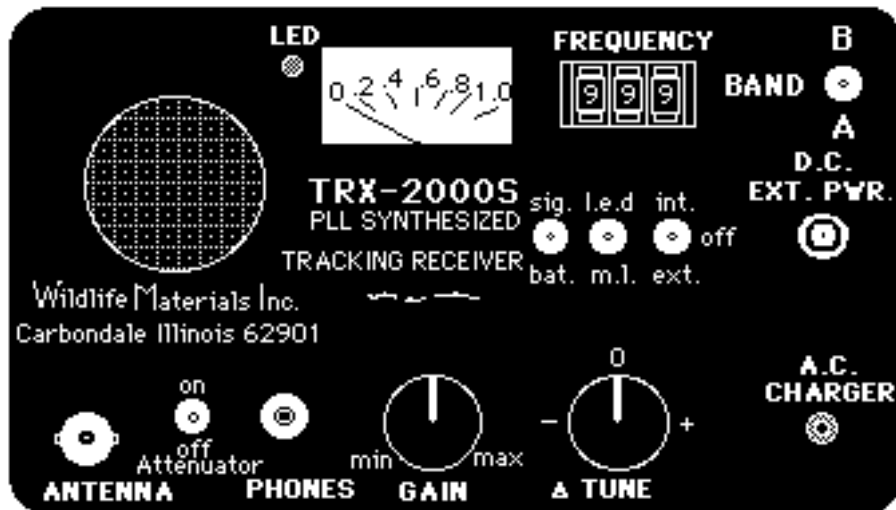 LED
FREQUENCY
B
0 .2 .4 .6 .8 1.0
9 9 9
BAND
A
D.C.
EXT. PWR.
TRX-2000S
PLL SYNTHESIZED
TRACKING RECEIVER
sig. l.e.d int.
off
bat. m.l. ext.
Wildlife Materials Inc.
Carbondale Illinois 62901
on
off
Attenuator
ANTENNA
PHONES
min max
GAIN
0
- +
Δ TUNE
A.C.
CHARGER